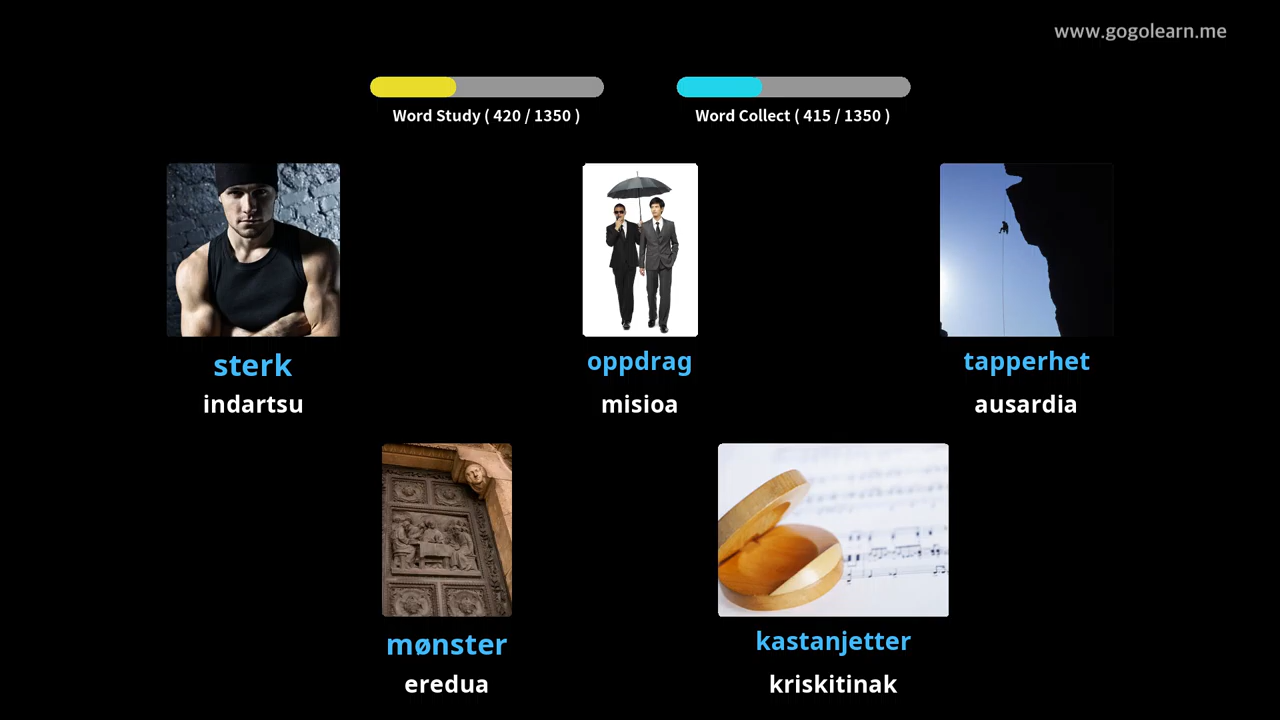 www.gogolearn.me
Word Study ( 420 / 1350 )
Word Collect ( 415 / 1350 )
sterk
indartsu
oppdrag
misioa
tapperhet
ausardia
mønster
eredua
kastanjetter
kriskitinak